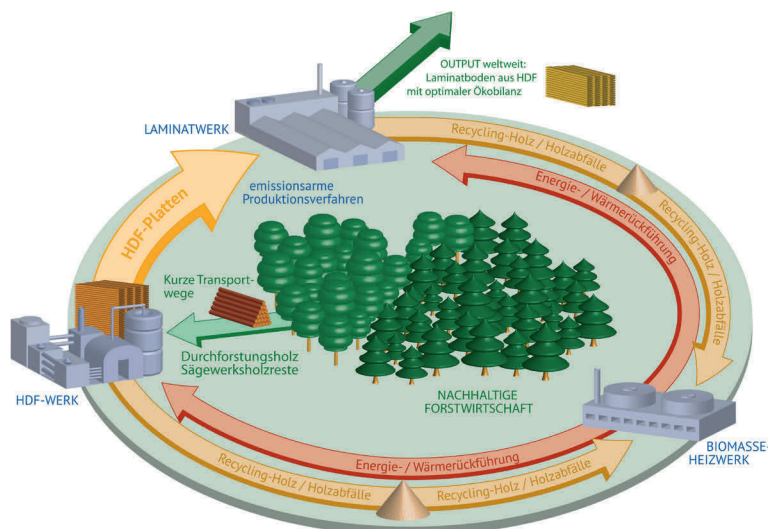 OUTPUT weltweit:
Laminatboden aus HDF
mit optimaler Ökobilanz
LAMINATWERK
Recycling-Holz / Holzabfälle
Energie- / Wärmerückführung
Recycling-Holz / Holzabfälle
emissionsarme
Produktionsverfahren
HDF-Platten
Kurze Transport-
wege
Durchforstungsholz
Sägewerksholzreste
HDF-WERK
NACHHALTIGE
FORSTWIRTSCHAFT
BIOMASSE-
HEIZWERK
Energie- / Wärmerückführung
Recycling-Holz / Holzabfälle
Recycling-Holz / Holzabfälle